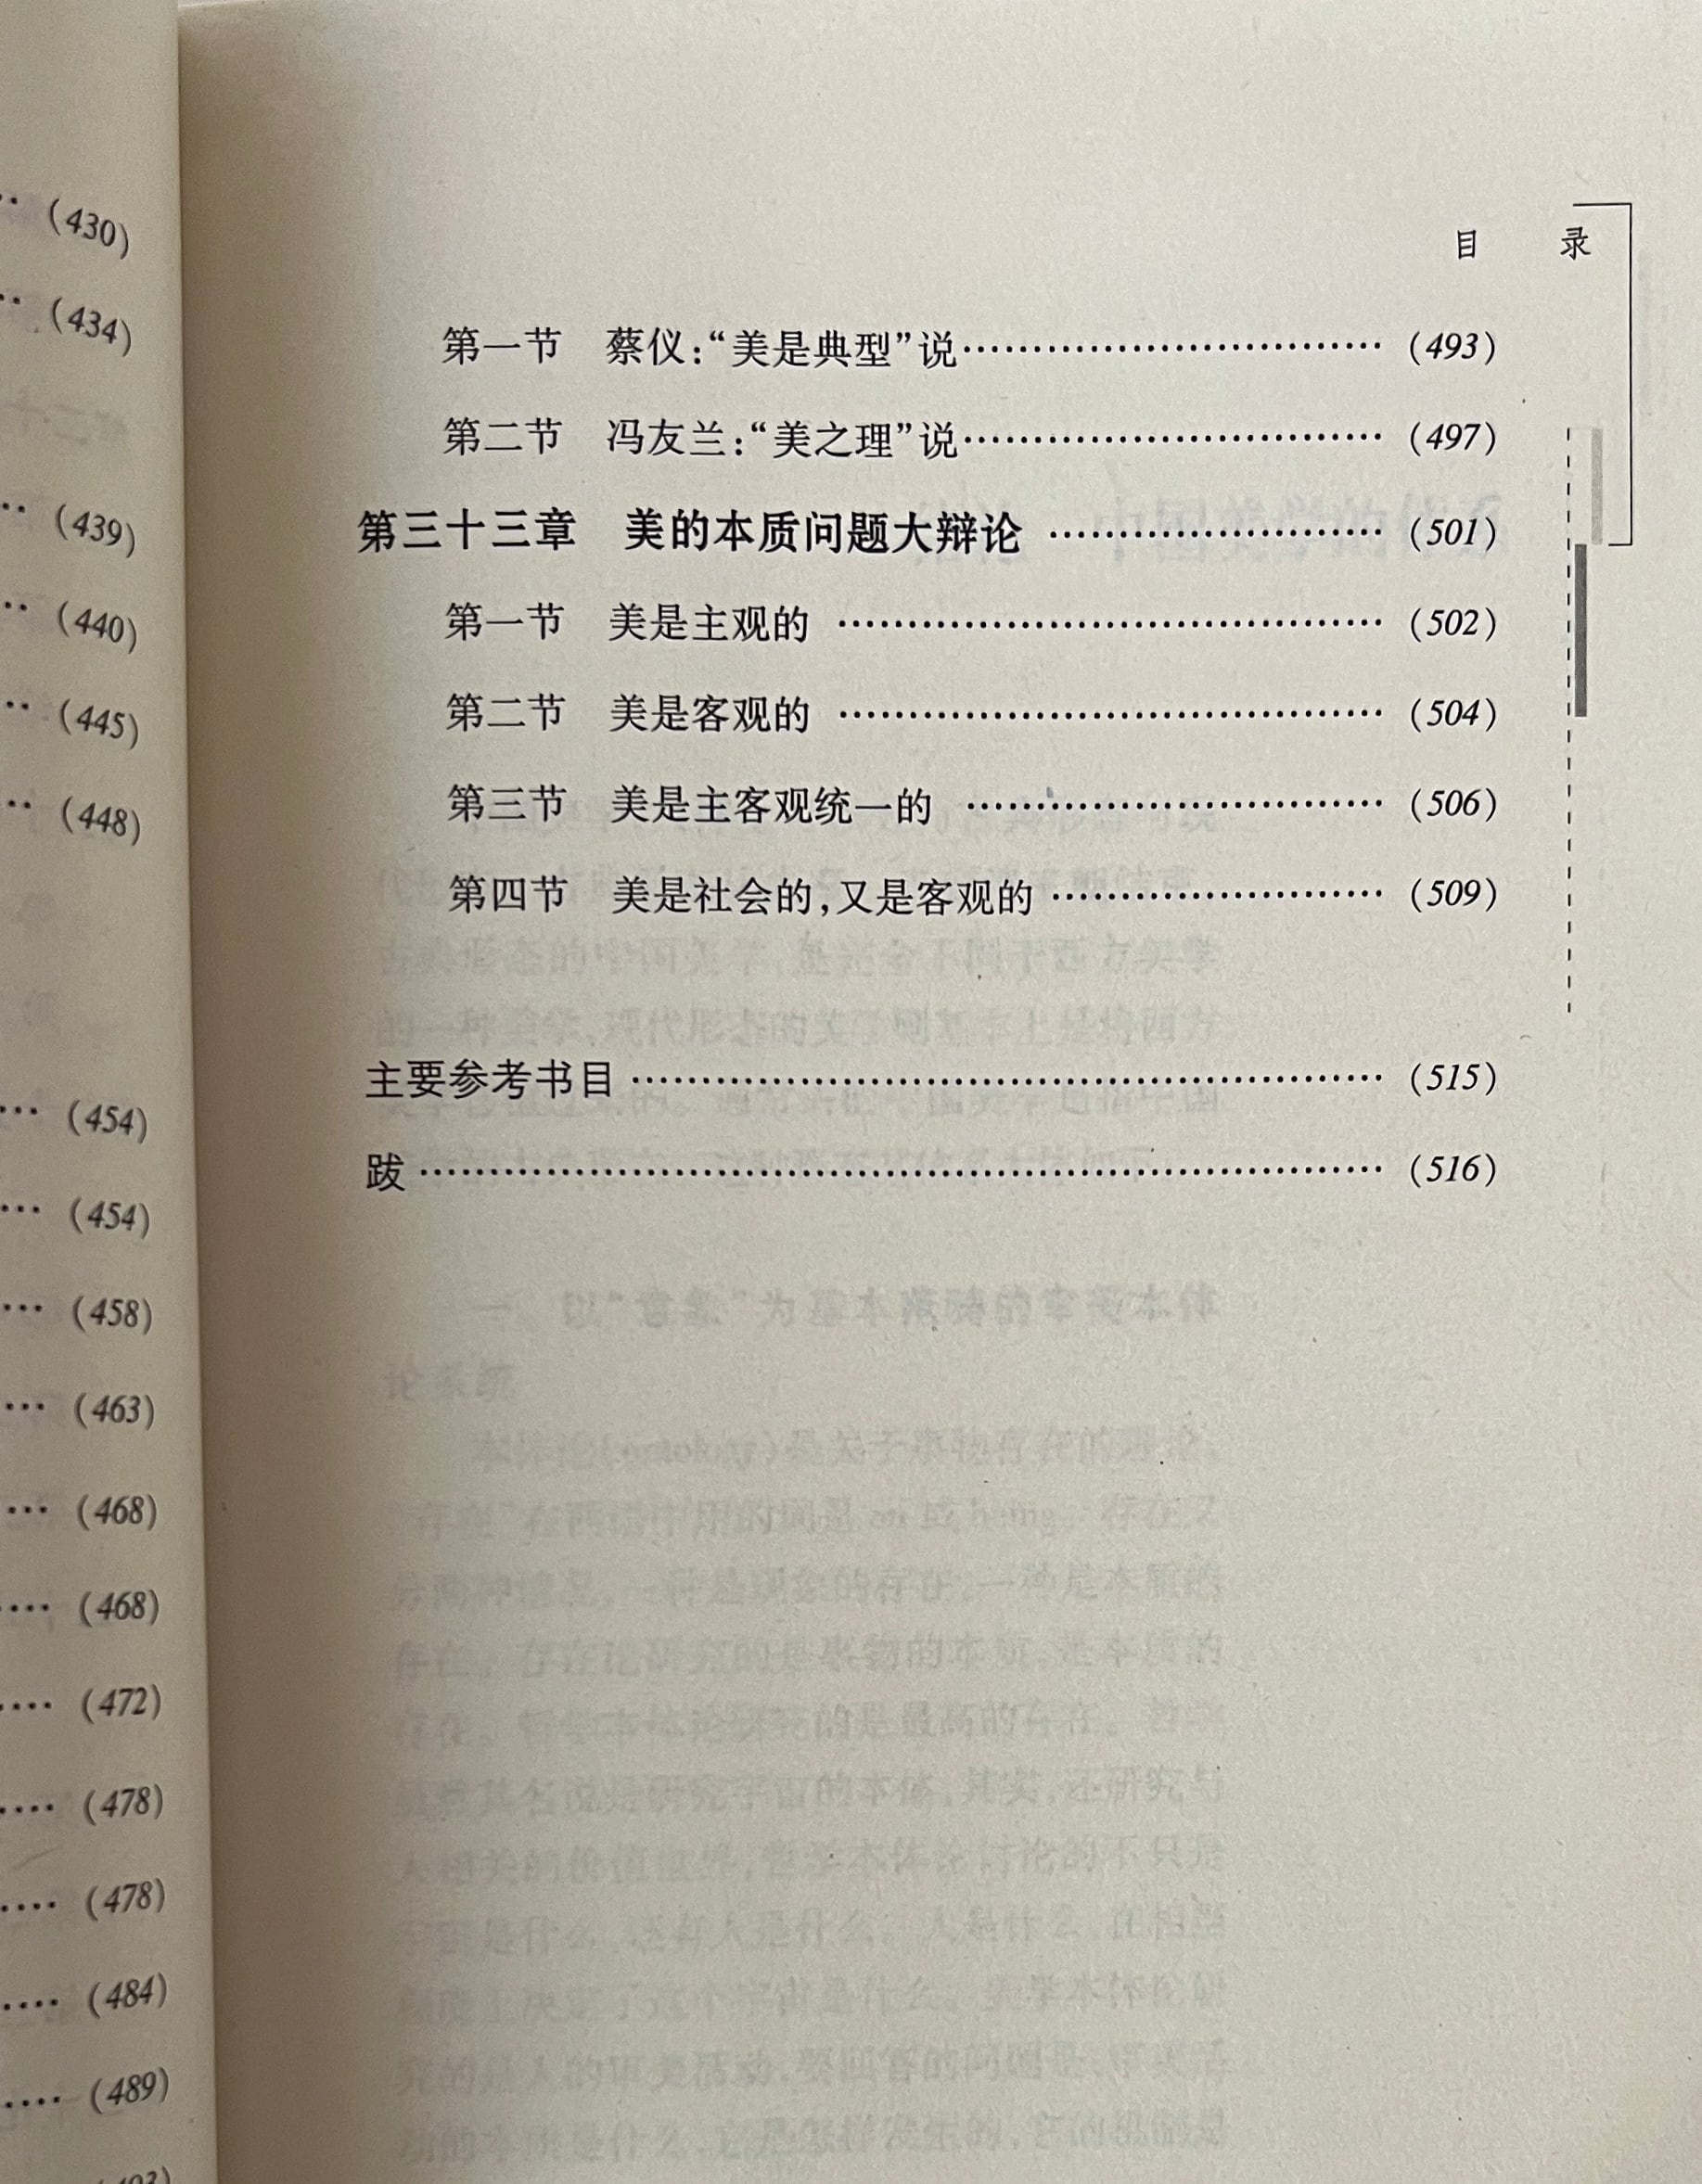 (430)
(434)
(439)
(440)
(445)
(448)
(454)
(454)
(458)
(463)
(468)
(468)
(472)
(478)
(478)
(484)
(489)
(493)
目 录
第一节 蔡仪:“美是典型”说 (493)
第二节 冯友兰:“美之理”说 (497)
第三十三章 美的本质问题大辩论 (501)
第一节 美是主观的 (502)
第二节 美是客观的 (504)
第三节 美是主客观统一的 (506)
第四节 美是社会的,又是客观的 (509)
主要参考书目 (515)
跋 (516)